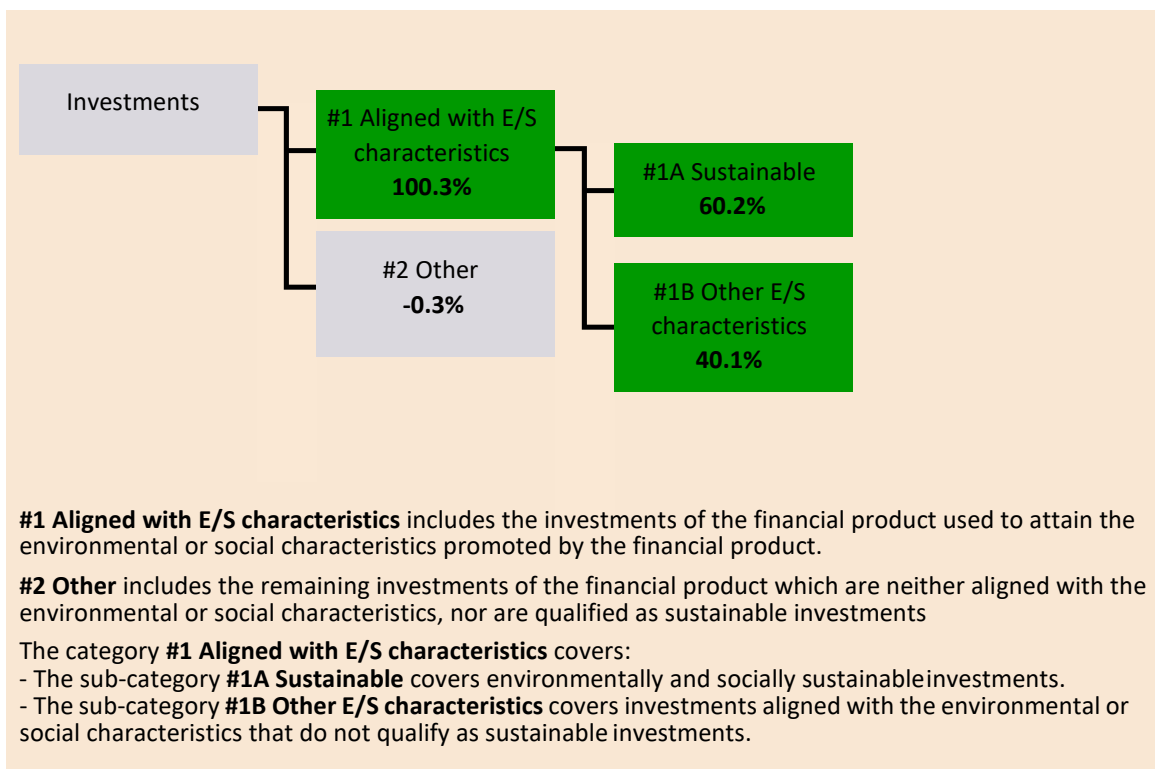 Investments
#1 Aligned with E/S
characteristics
100.3%
#1A Sustainable
60.2%
#2 Other
-0.3%
#1B Other E/S
characteristics
40.1%
#1 Aligned with E/S characteristics includes the investments of the financial product used to attain the
environmental or social characteristics promoted by the financial product.
#2 Other includes the remaining investments of the financial product which are neither aligned with the
environmental or social characteristics, nor are qualified as sustainable investments
The category #1 Aligned with E/S characteristics covers:
- The sub-category #1A Sustainable covers environmentally and socially sustainable investments.
- The sub-category #1B Other E/S characteristics covers investments aligned with the environmental or
social characteristics that do not qualify as sustainable investments.